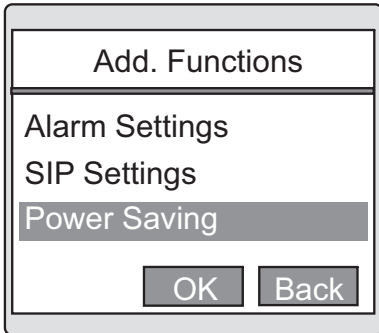 Add. Functions
Alarm Settings
SIP Settings
Power Saving
OK Back